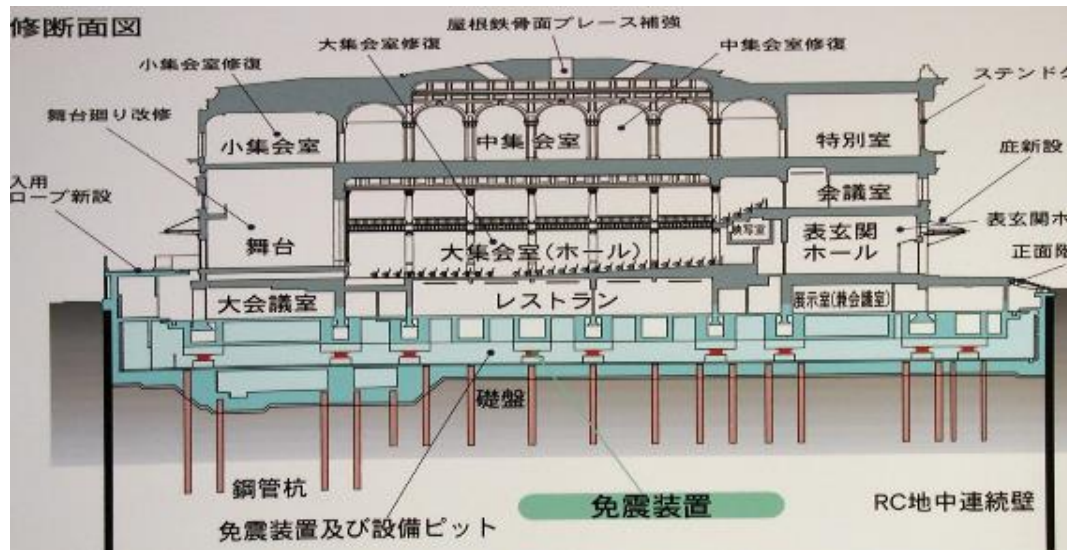 修断面図
屋根鉄骨面ブレース補強
大集会室修復
中集会室修復
小集会室修復
ステンドグ
舞台廻り改修
小集会室
中集会室
特別室
庇新設
入用
ロープ新設
会議室
舞台
大集会室(ホール)
映写室
表玄関
ホール
表玄関ホ
正面階
大会議室
レストラン
展示室(兼会議室)
礎盤
鋼管杭
免震装置
RC地中連続壁
免震装置及び設備ピット